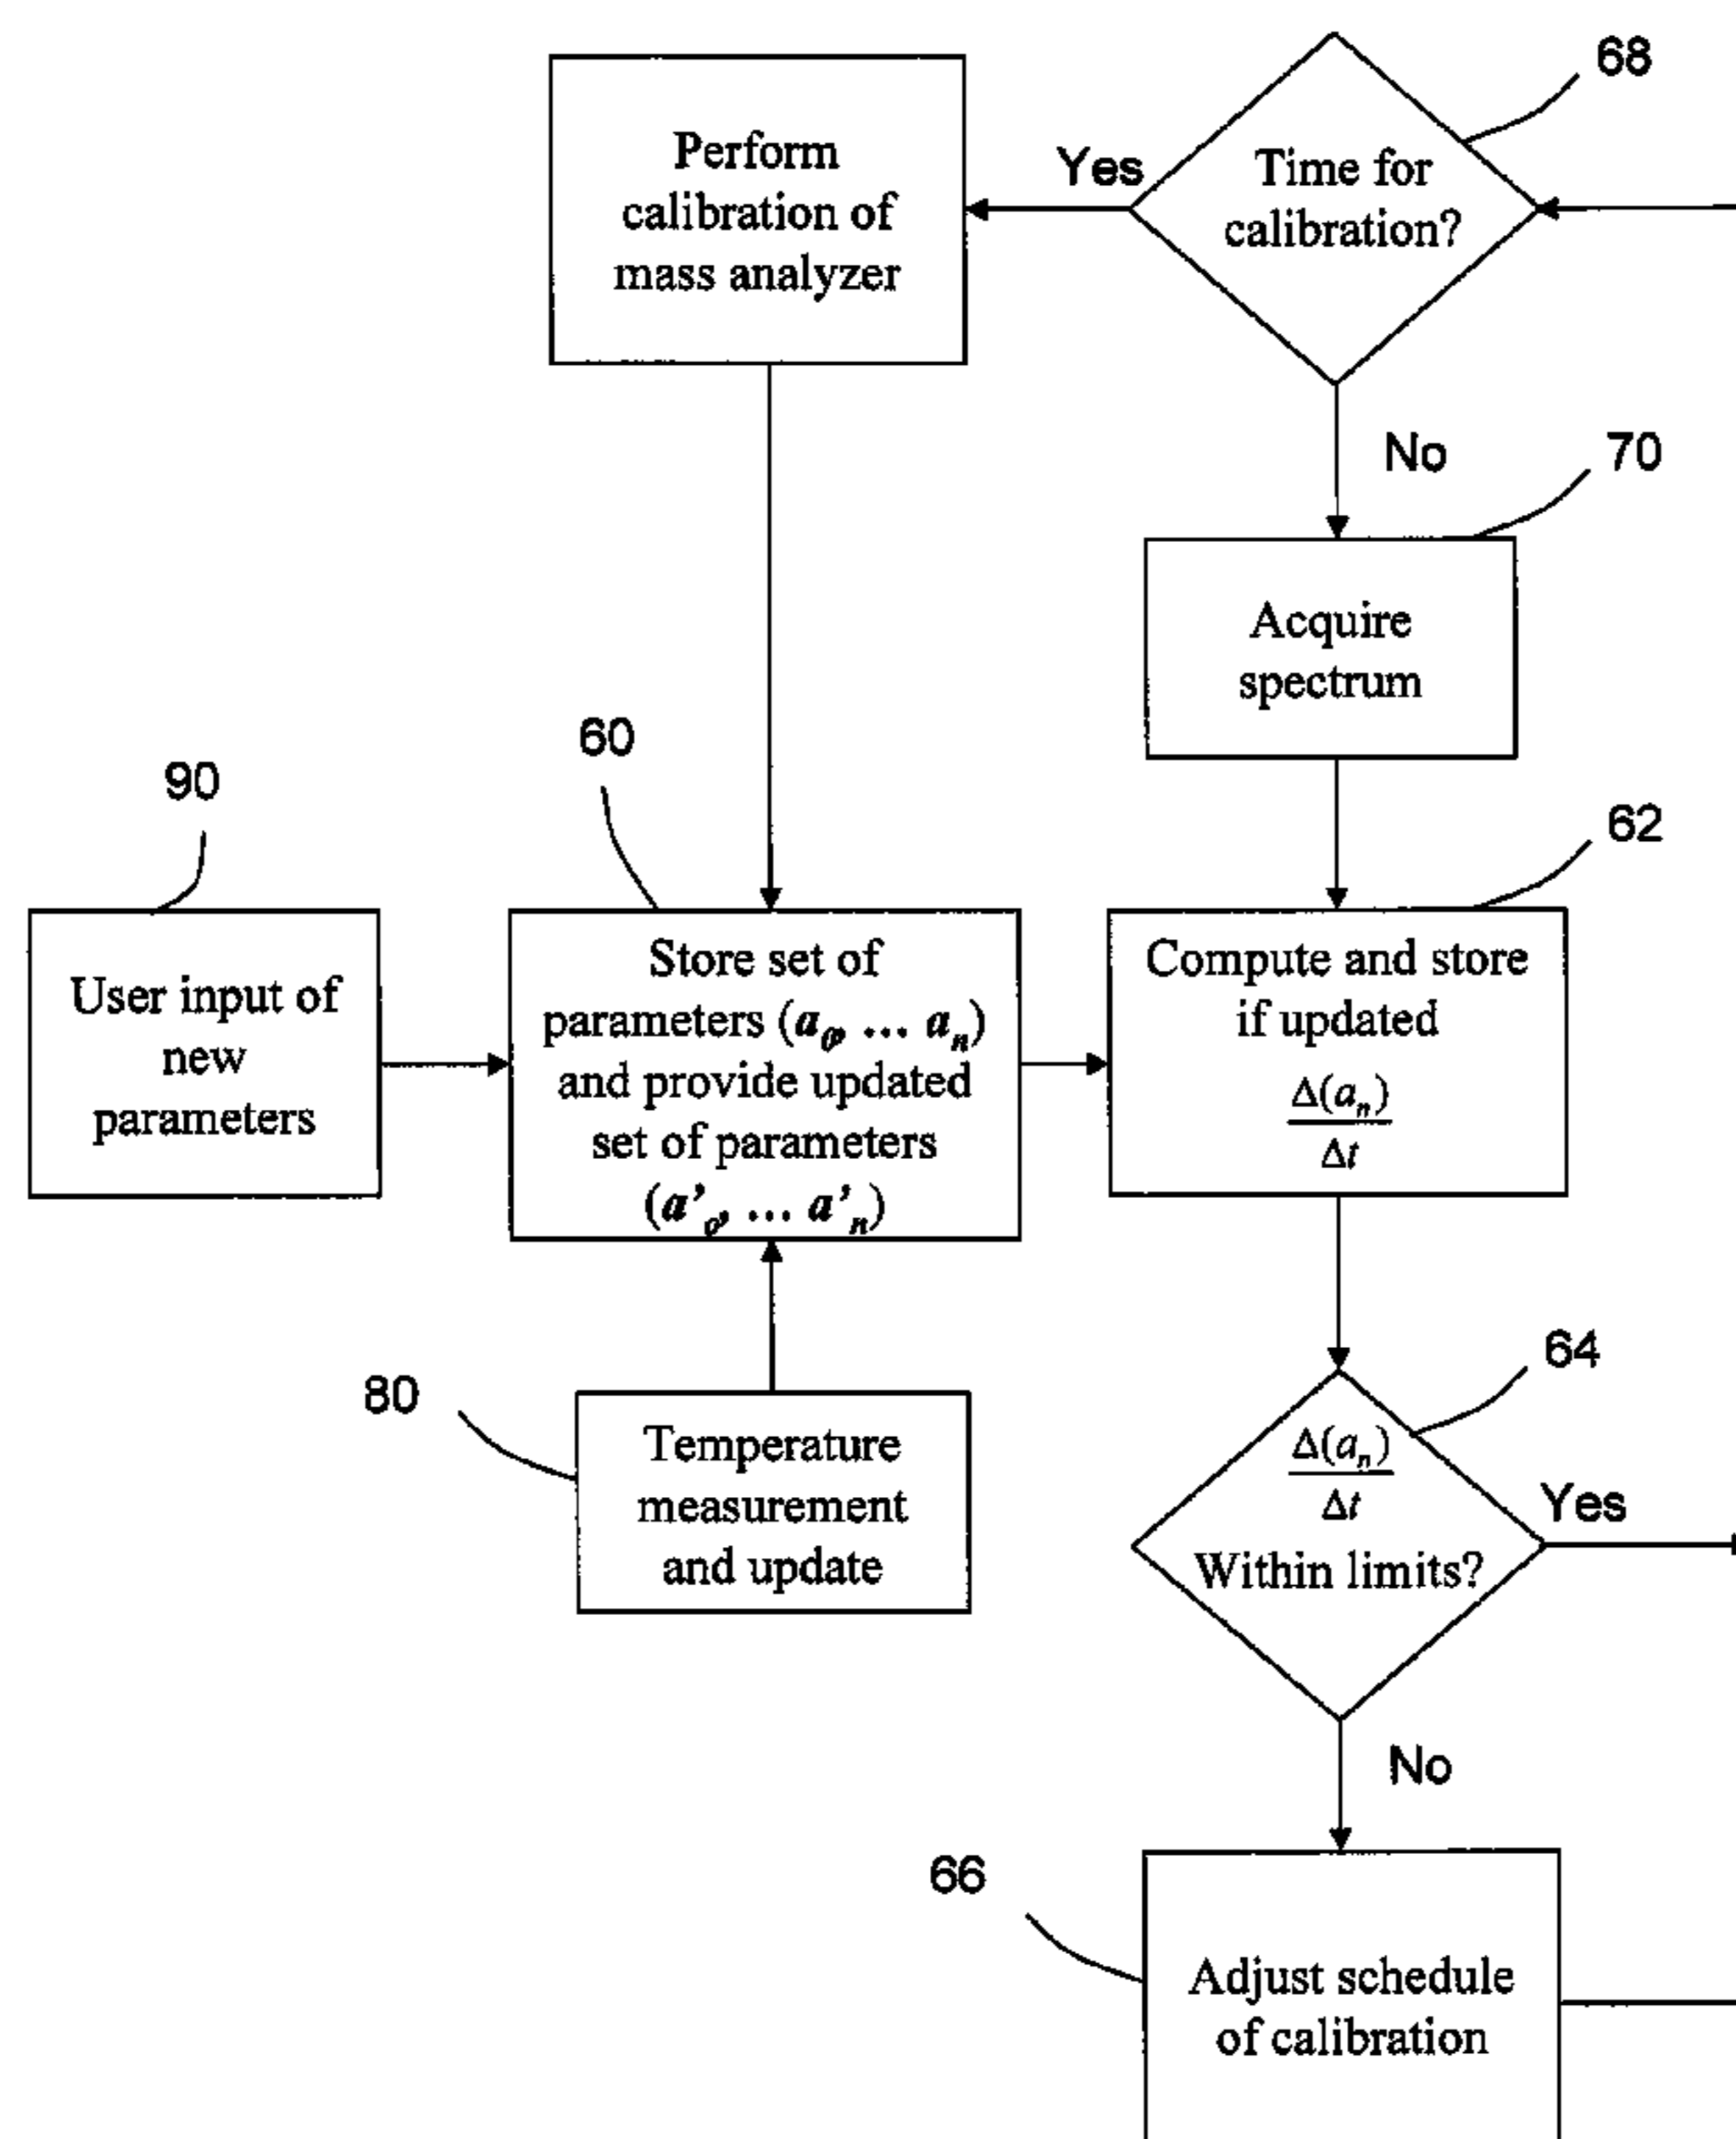 68
Perform
calibration of
mass analyzer
Yes
Time for
calibration?
No
70
Acquire
spectrum
90
60
62
User input of
new
parameters
Store set of
parameters (a₀, ... aₙ)
and provide updated
set of parameters
(a'₀, ... a'ₙ)
Compute and store
if updated
Δ(aₙ)
Δt
80
Temperature
measurement
and update
64
Δ(aₙ)
Δt
Within limits?
Yes
No
66
Adjust schedule
of calibration